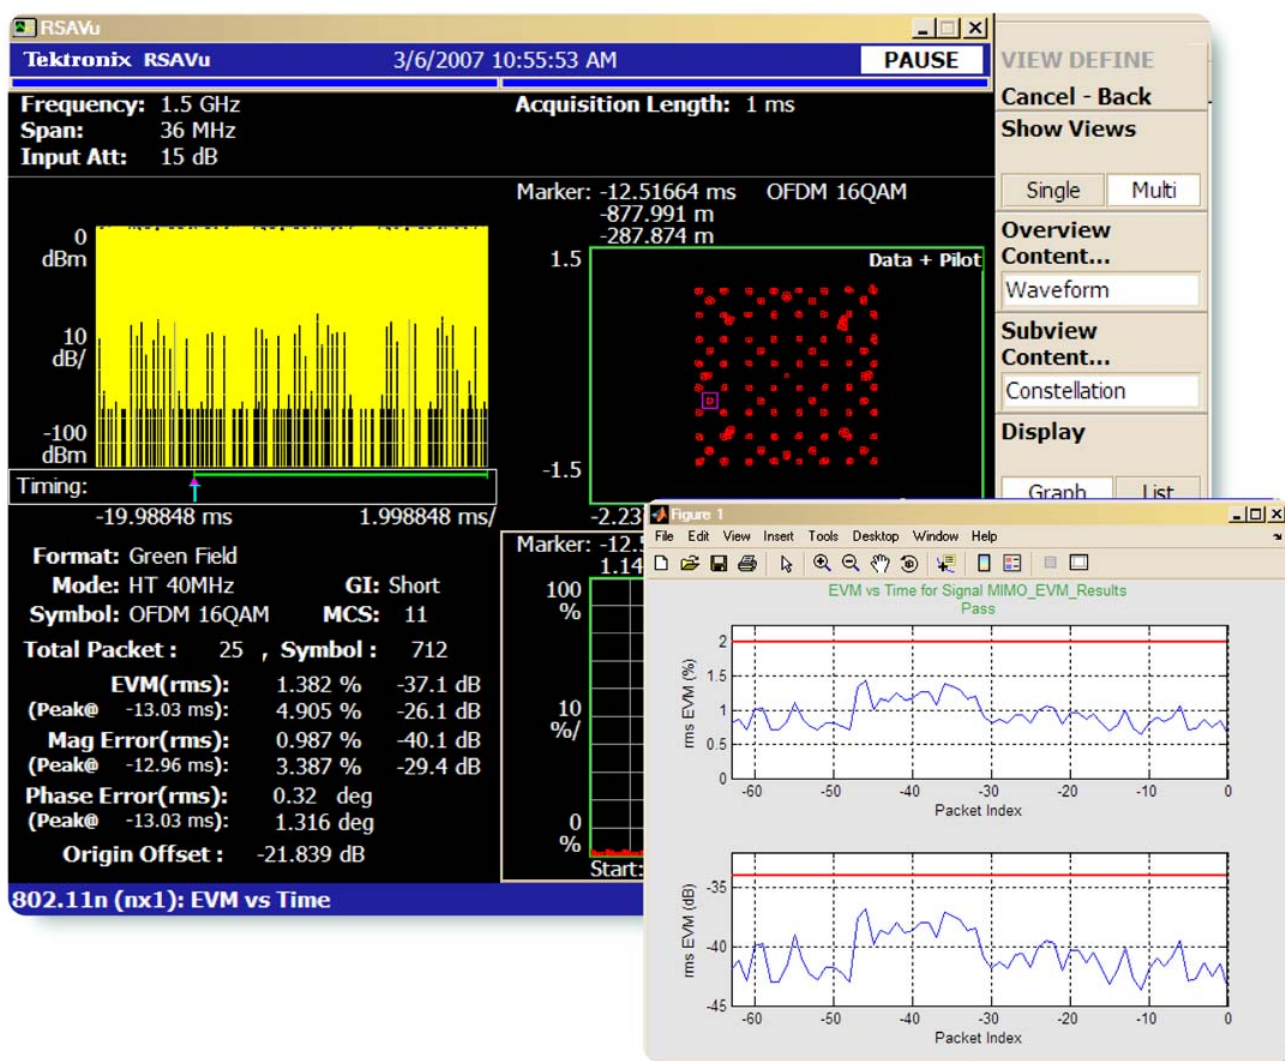 RSAVu
Tektronix RSAVu 3/6/2007 10:55:53 AM PAUSE
Frequency: 1.5 GHz Acquisition Length: 1 ms
Span: 36 MHz
Input Att: 15 dB
Marker: -12.51664 ms OFDM 16QAM
-877.991 m
-287.874 m
0
dBm
10
dB/
-100
dBm
Timing:
-19.98848 ms 1.998848 ms/
1.5
Data + Pilot
-1.5
-2.237
Format: Green Field
Mode: HT 40MHz GI: Short
Symbol: OFDM 16QAM MCS: 11
Total Packet : 25 , Symbol : 712
EVM(rms): 1.382 % -37.1 dB
(Peak@ -13.03 ms): 4.905 % -26.1 dB
Mag Error(rms): 0.987 % -40.1 dB
(Peak@ -12.96 ms): 3.387 % -29.4 dB
Phase Error(rms): 0.32 deg
(Peak@ -13.03 ms): 1.316 deg
Origin Offset : -21.839 dB
Marker: -12.5
1.14
100
%
10
%/
0
%
Start:
802.11n (nx1): EVM vs Time
VIEW DEFINE
Cancel - Back
Show Views
Single Multi
Overview
Content...
Waveform
Subview
Content...
Constellation
Display
Graph List
Figure 1
File Edit View Insert Tools Desktop Window Help
EVM vs Time for Signal MIMO_EVM_Results
Pass
rms EVM (%)
2
1.5
1
0.5
0
-60 -50 -40 -30 -20 -10 0
Packet Index
rms EVM (dB)
-35
-40
-45
-60 -50 -40 -30 -20 -10 0
Packet Index